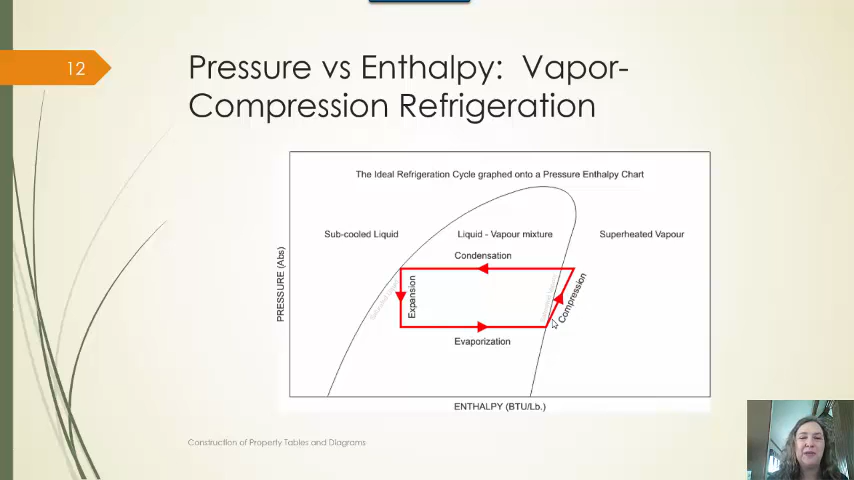 12
Pressure vs Enthalpy: Vapor-
Compression Refrigeration
The Ideal Refrigeration Cycle graphed onto a Pressure Enthalpy Chart
Sub-cooled Liquid
Liquid - Vapour mixture
Superheated Vapour
Condensation
PRESSURE (Abs)
Expansion
Compression
Evaporization
ENTHALPY (BTU/Lb.)
Construction of Property Tables and Diagrams